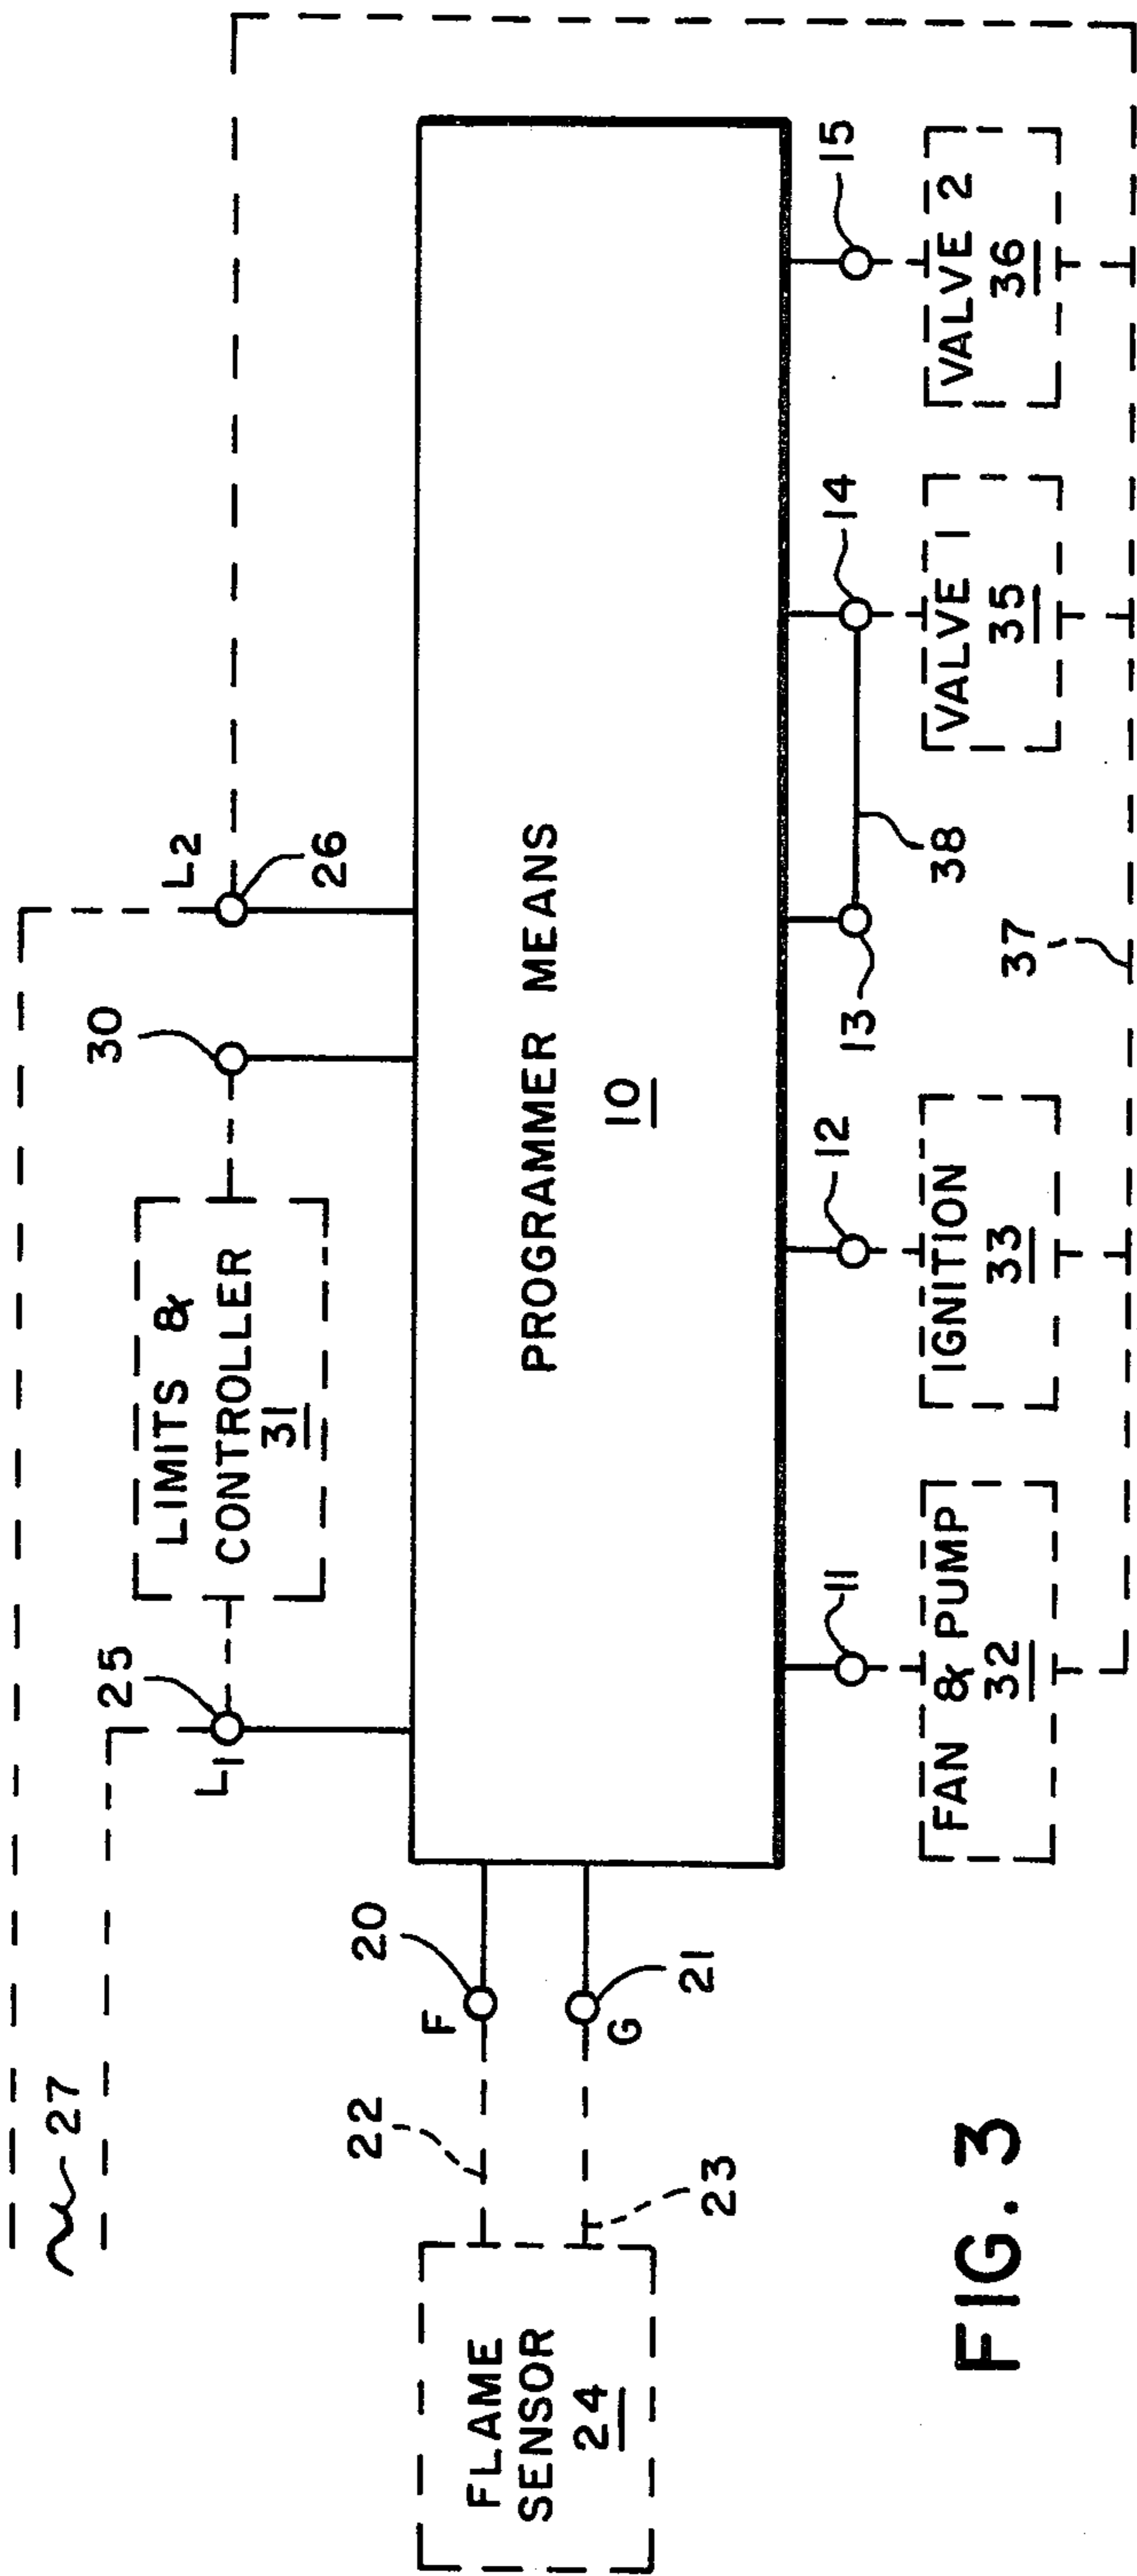 27
L2
26
30
LIMITS &
CONTROLLER
31
25
L1
PROGRAMMER MEANS
10
20
F
21
G
22
23
FLAME
SENSOR
24
11
12
13
14
15
38
FAN & PUMP
32
IGNITION
33
VALVE 1
35
VALVE 2
36
37
FIG. 3